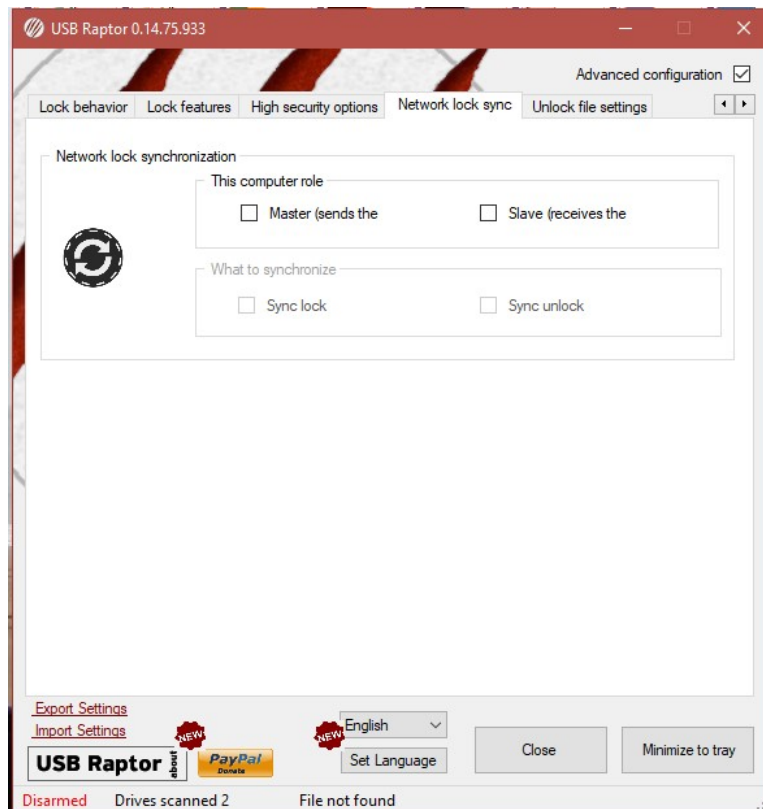 USB Raptor 0.14.75.933
Advanced configuration
Lock behavior Lock features High security options Network lock sync Unlock file settings
Network lock synchronization
This computer role
Master (sends the Slave (receives the
What to synchronize
Sync lock Sync unlock
Export Settings
Import Settings
NEW NEW English
USB Raptor about PayPal Donate Set Language Close Minimize to tray
Disarmed Drives scanned 2 File not found